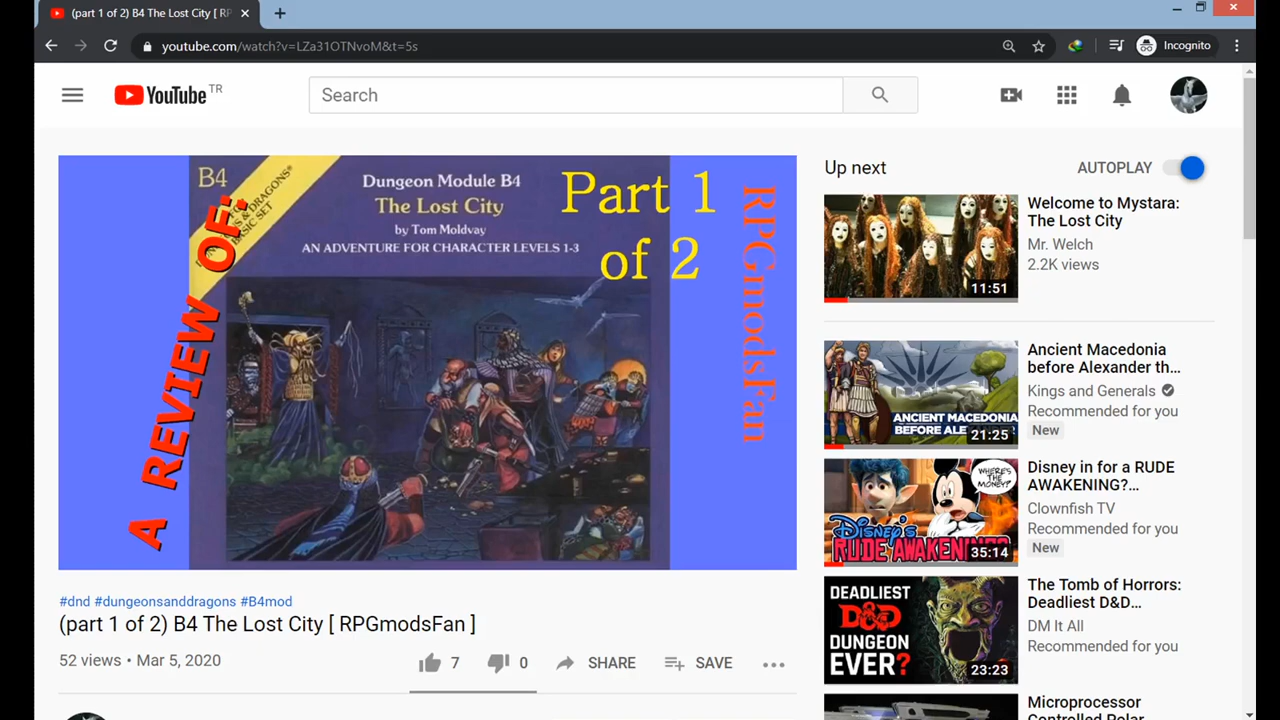 (part 1 of 2) B4 The Lost City [ RP
youtube.com/watch?v=LZa31OTNvoM&t=5s
Incognito
YouTube TR
Search
B4
& DRAGONS®
BASIC SET
A REVIEW OF:
Dungeon Module B4
The Lost City
by Tom Moldvay
AN ADVENTURE FOR CHARACTER LEVELS 1-3
Part 1
of 2
RPGmodsFan
#dnd #dungeonsanddragons #B4mod
(part 1 of 2) B4 The Lost City [ RPGmodsFan ]
52 views • Mar 5, 2020
7
0
SHARE
SAVE
Up next
AUTOPLAY
11:51
Welcome to Mystara:
The Lost City
Mr. Welch
2.2K views
ANCIENT MACEDONIA
BEFORE ALE
21:25
Ancient Macedonia
before Alexander th...
Kings and Generals
Recommended for you
New
WHERE'S
THE
MONEY?
DISNEY'S
RUDE AWAKENING
35:14
Disney in for a RUDE
AWAKENING?...
Clownfish TV
Recommended for you
New
DEADLIEST
D&D
DUNGEON
EVER?
23:23
The Tomb of Horrors:
Deadliest D&D...
DM It All
Recommended for you
Microprocessor
Controlled Polar